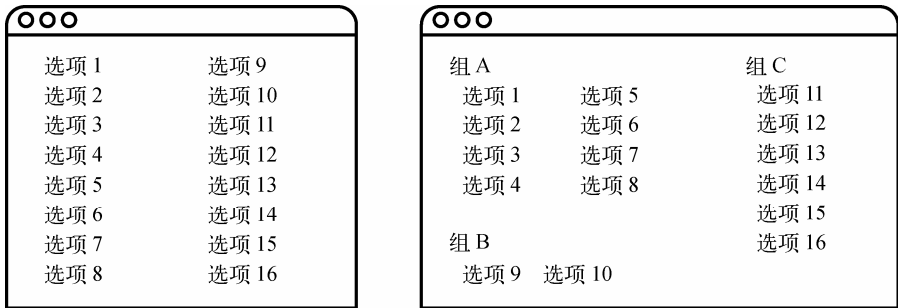 选项 1 选项 9
选项 2 选项 10
选项 3 选项 11
选项 4 选项 12
选项 5 选项 13
选项 6 选项 14
选项 7 选项 15
选项 8 选项 16
组 A
选项 1 选项 5
选项 2 选项 6
选项 3 选项 7
选项 4 选项 8
组 B
选项 9 选项 10
组 C
选项 11
选项 12
选项 13
选项 14
选项 15
选项 16